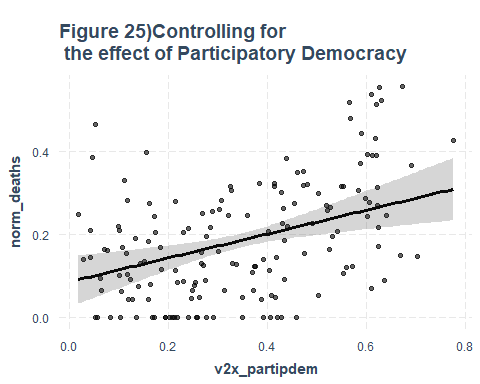 Figure 25)Controlling for
the effect of Participatory Democracy
norm_deaths
0.4
0.2
0.0
0.0 0.2 0.4 0.6 0.8
v2x_partipdem